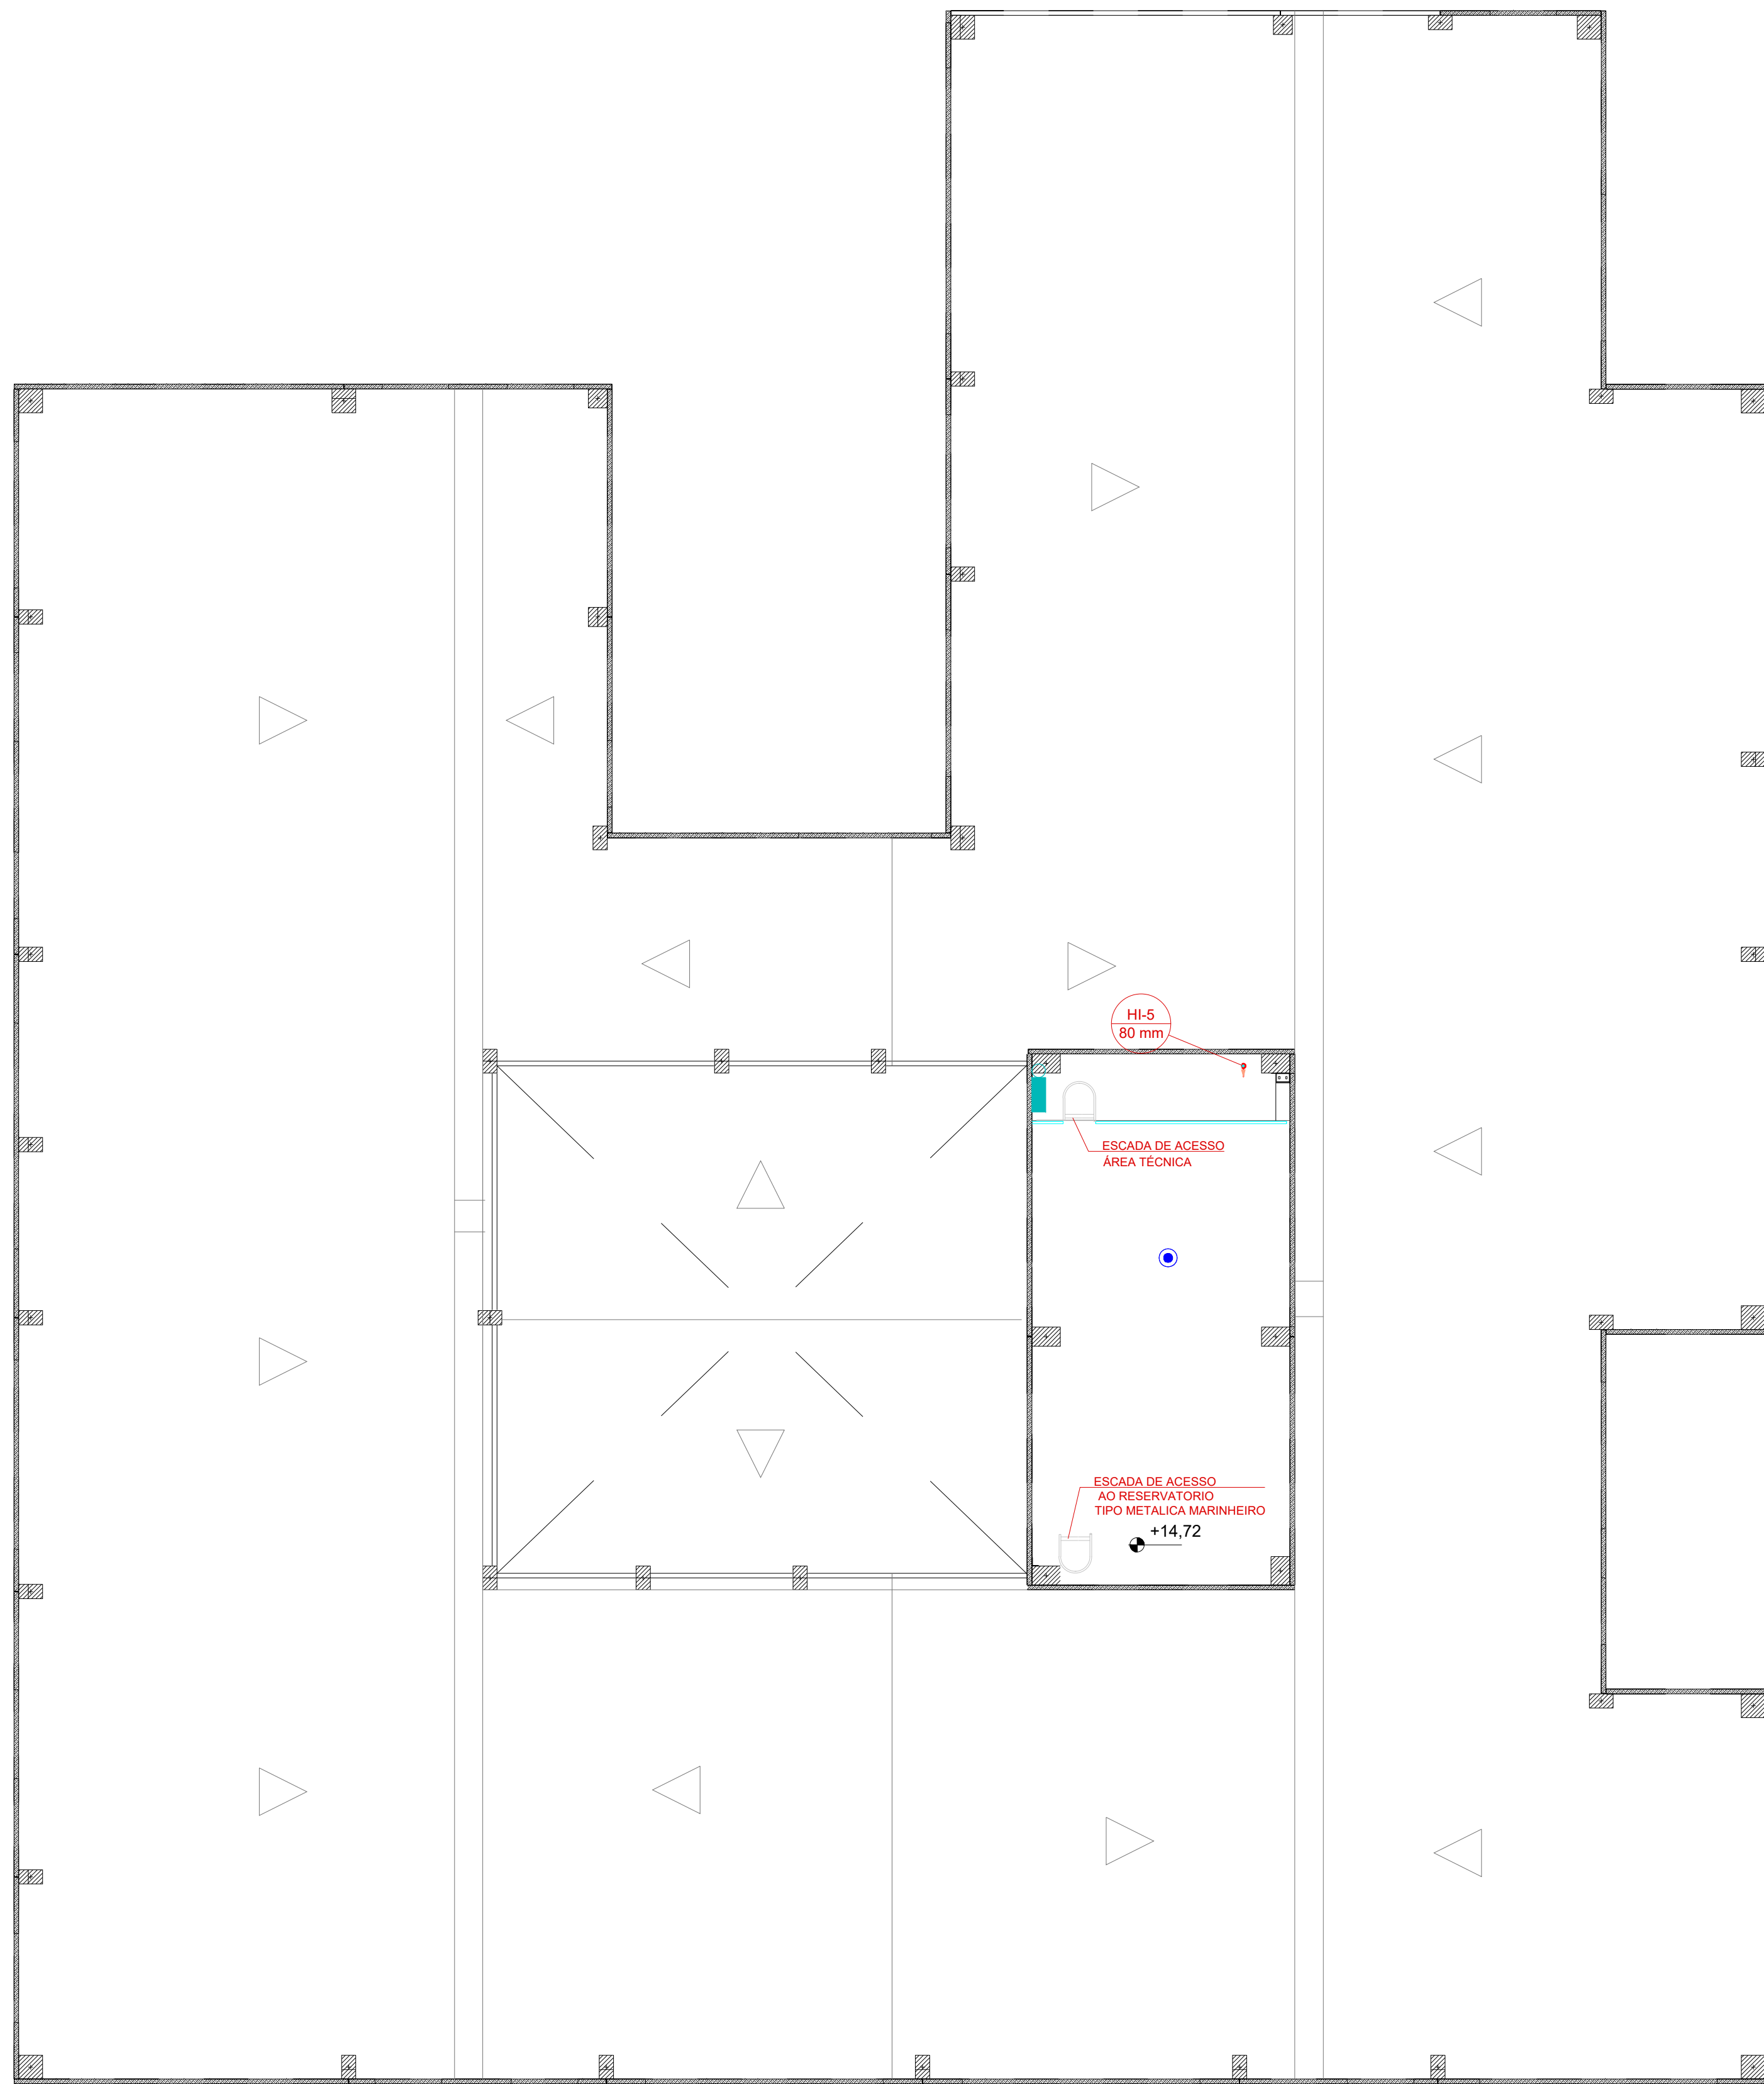 HI-5
80 mm
ESCADA DE ACESSO
ÁREA TÉCNICA
ESCADA DE ACESSO
AO RESERVATORIO
TIPO METALICA MARINHEIRO
+14,72